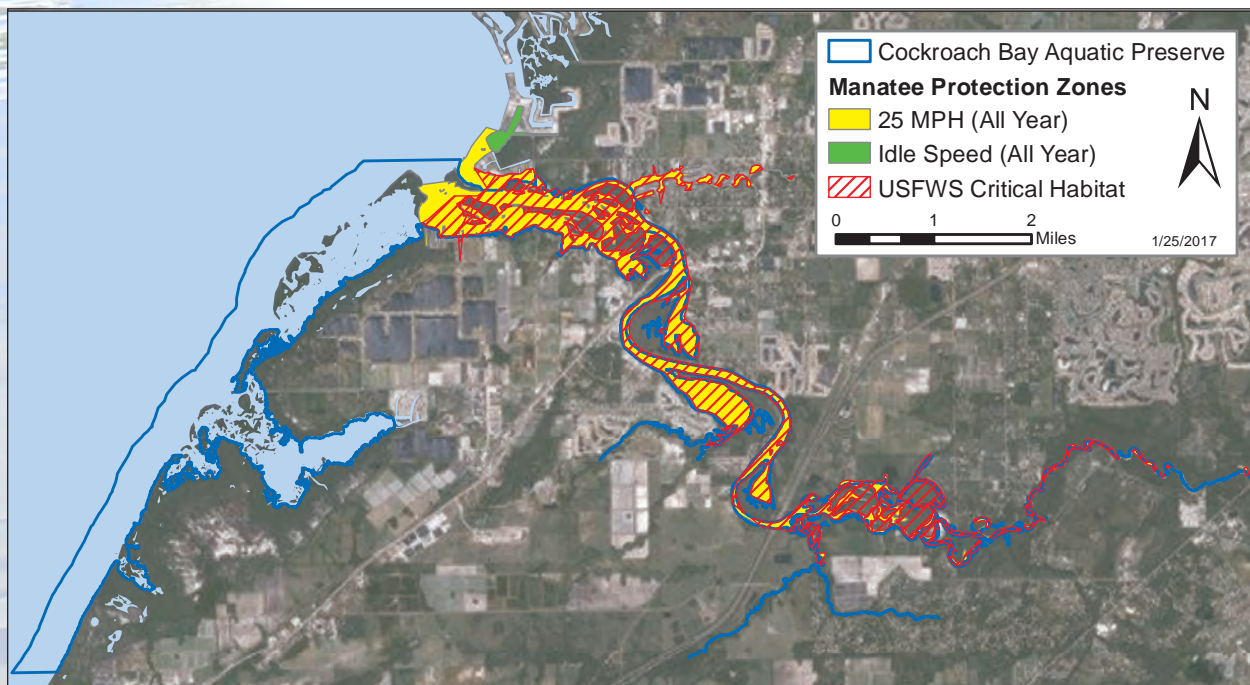 Cockroach Bay Aquatic Preserve
Manatee Protection Zones
25 MPH (All Year)
Idle Speed (All Year)
USFWS Critical Habitat
N
0 1 2
Miles
1/25/2017